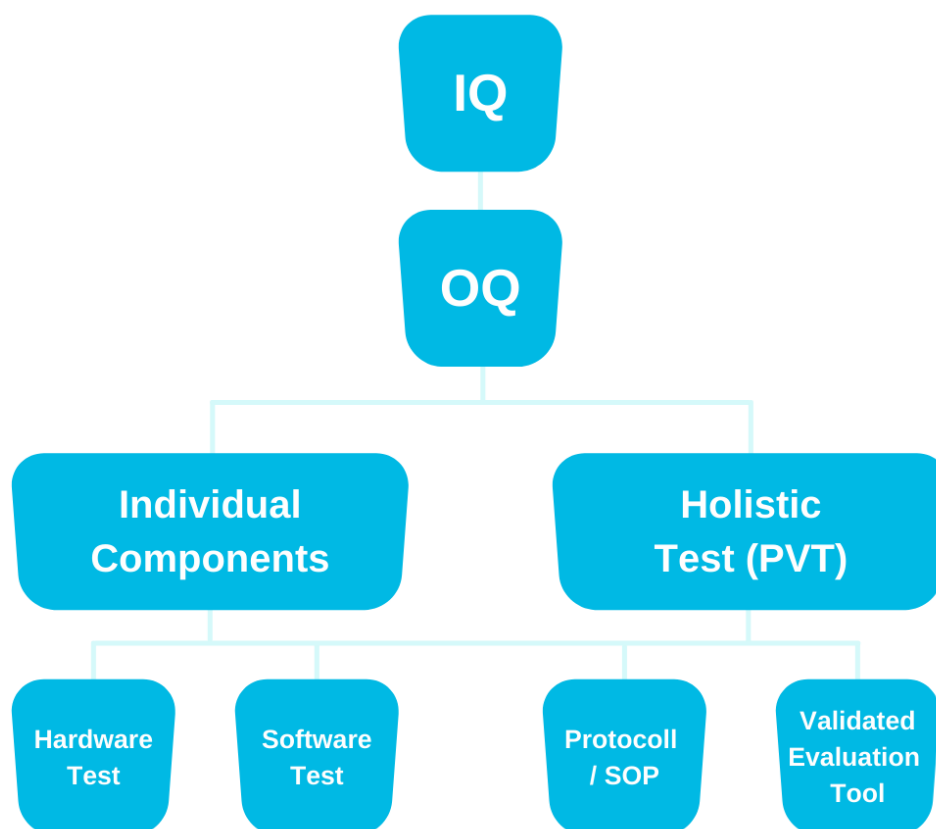 IQ
OQ
Individual
Components
Holistic
Test (PVT)
Hardware
Test
Software
Test
Protocoll
/ SOP
Validated
Evaluation
Tool